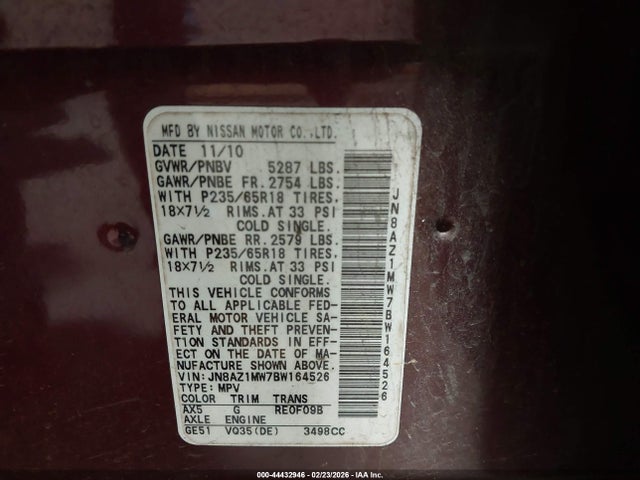 MFD BY NISSAN MOTOR CO.,LTD.
DATE 11/10
GVWR/PNBV 5287 LBS.
GAWR/PNBE FR. 2754 LBS.
WITH P235/65R18 TIRES.
18×7½ RIMS.AT 33 PSI
COLD SINGLE.
GAWR/PNBE RR. 2579 LBS.
WITH P235/65R18 TIRES.
18×7½ RIMS.AT 33 PSI
COLD SINGLE.
THIS VEHICLE CONFORMS
TO ALL APPLICABLE FED-
ERAL MOTOR VEHICLE SA-
FETY AND THEFT PREVEN-
TION STANDARDS IN EFF-
ECT ON THE DATE OF MA-
NUFACTURE SHOWN ABOVE.
VIN: JN8AZ1MW7BW164526
TYPE: MPV
COLOR TRIM TRANS
AX5 G RE0F09B
AXLE ENGINE
GE51 VQ35(DE) 3498CC
JN8AZ1MW7BW164526
000-44432946 - 02/23/2026 - IAA Inc.